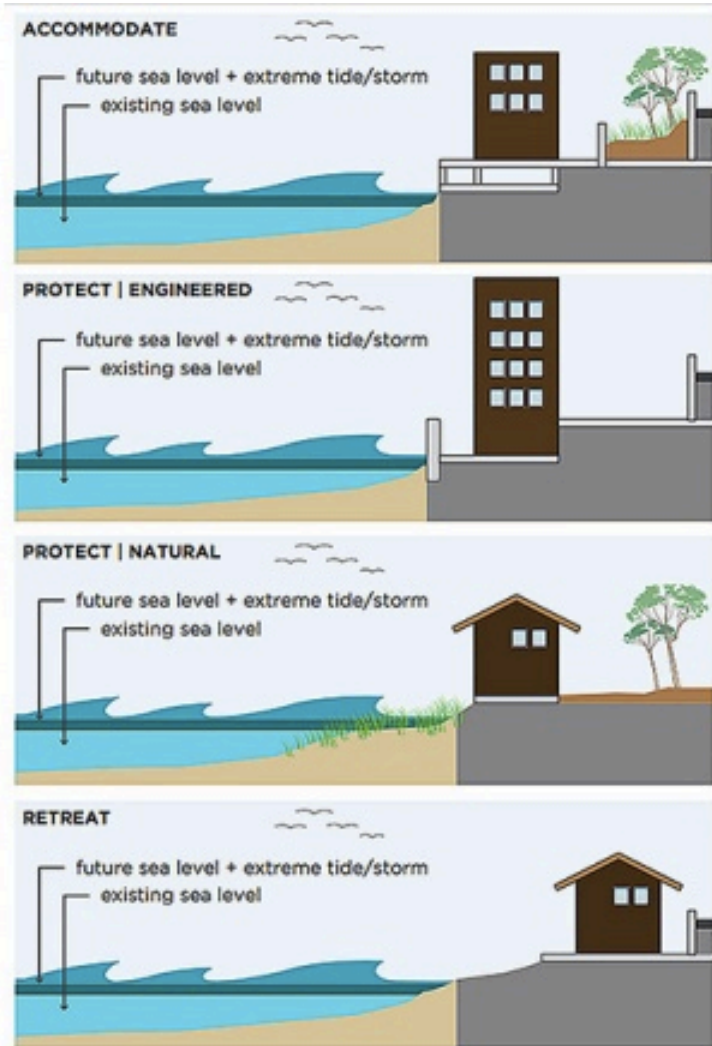 ACCOMMODATE
future sea level + extreme tide/storm
existing sea level
PROTECT | ENGINEERED
future sea level + extreme tide/storm
existing sea level
PROTECT | NATURAL
future sea level + extreme tide/storm
existing sea level
RETREAT
future sea level + extreme tide/storm
existing sea level